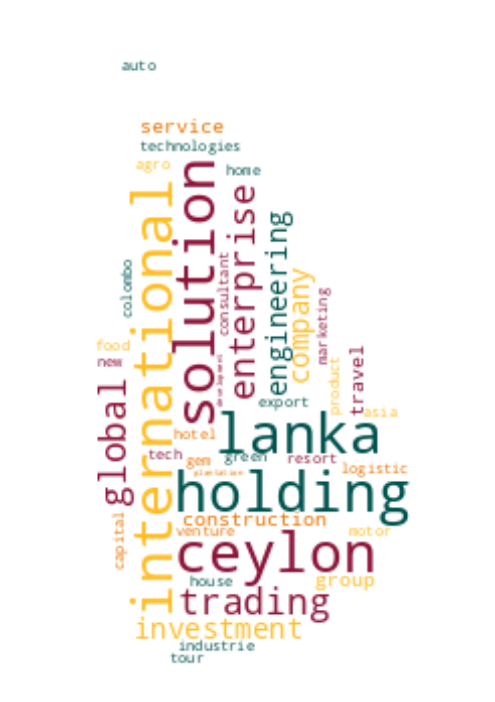 auto
service
technologies
agro
home
international
solution
enterprise
engineering
consultant
colombo
company
marketing
food
new
development
product
travel
global
export
asia
lanka
hotel
tech
gem
green
resort
logistic
plantation
holding
capital
construction
venture
motor
ceylon
house
group
trading
investment
industrie
tour